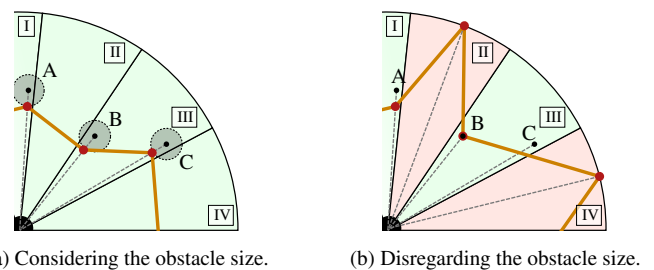 I
II
A
B
III
C
IV
I
II
A
B
III
C
IV
a) Considering the obstacle size.
(b) Disregarding the obstacle size.